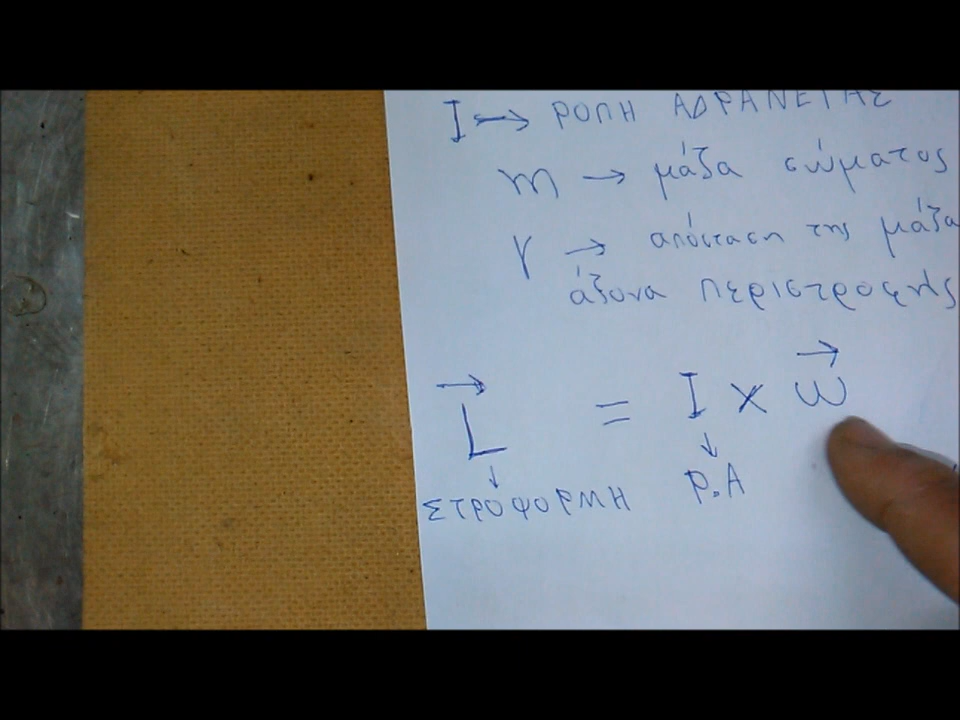 I → ΡΟΠΗ ΑΔΡΑΝΕΙΑΣ
m → μάζα σώματος
r → απόσταση της μάζα
άξονα περιστροφής
→ →
L = I × ω
↓ ↓
ΣΤΡΟΦΟΡΜΗ Ρ.Α